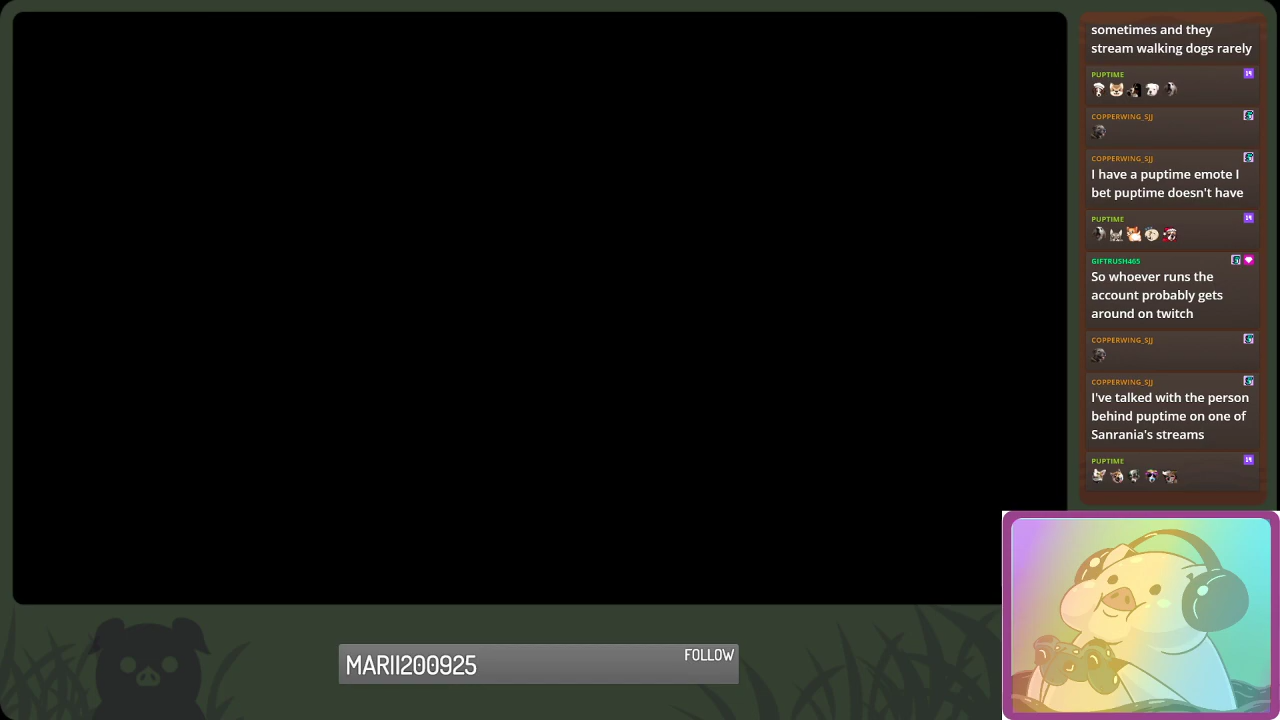 sometimes and they
stream walking dogs rarely
PUPTIME
COPPERWING_SJJ
COPPERWING_SJJ
I have a puptime emote I
bet puptime doesn't have
PUPTIME
GIFTRUSH465
So whoever runs the
account probably gets
around on twitch
COPPERWING_SJJ
COPPERWING_SJJ
I've talked with the person
behind puptime on one of
Sanrania's streams
PUPTIME
MARII200925
FOLLOW